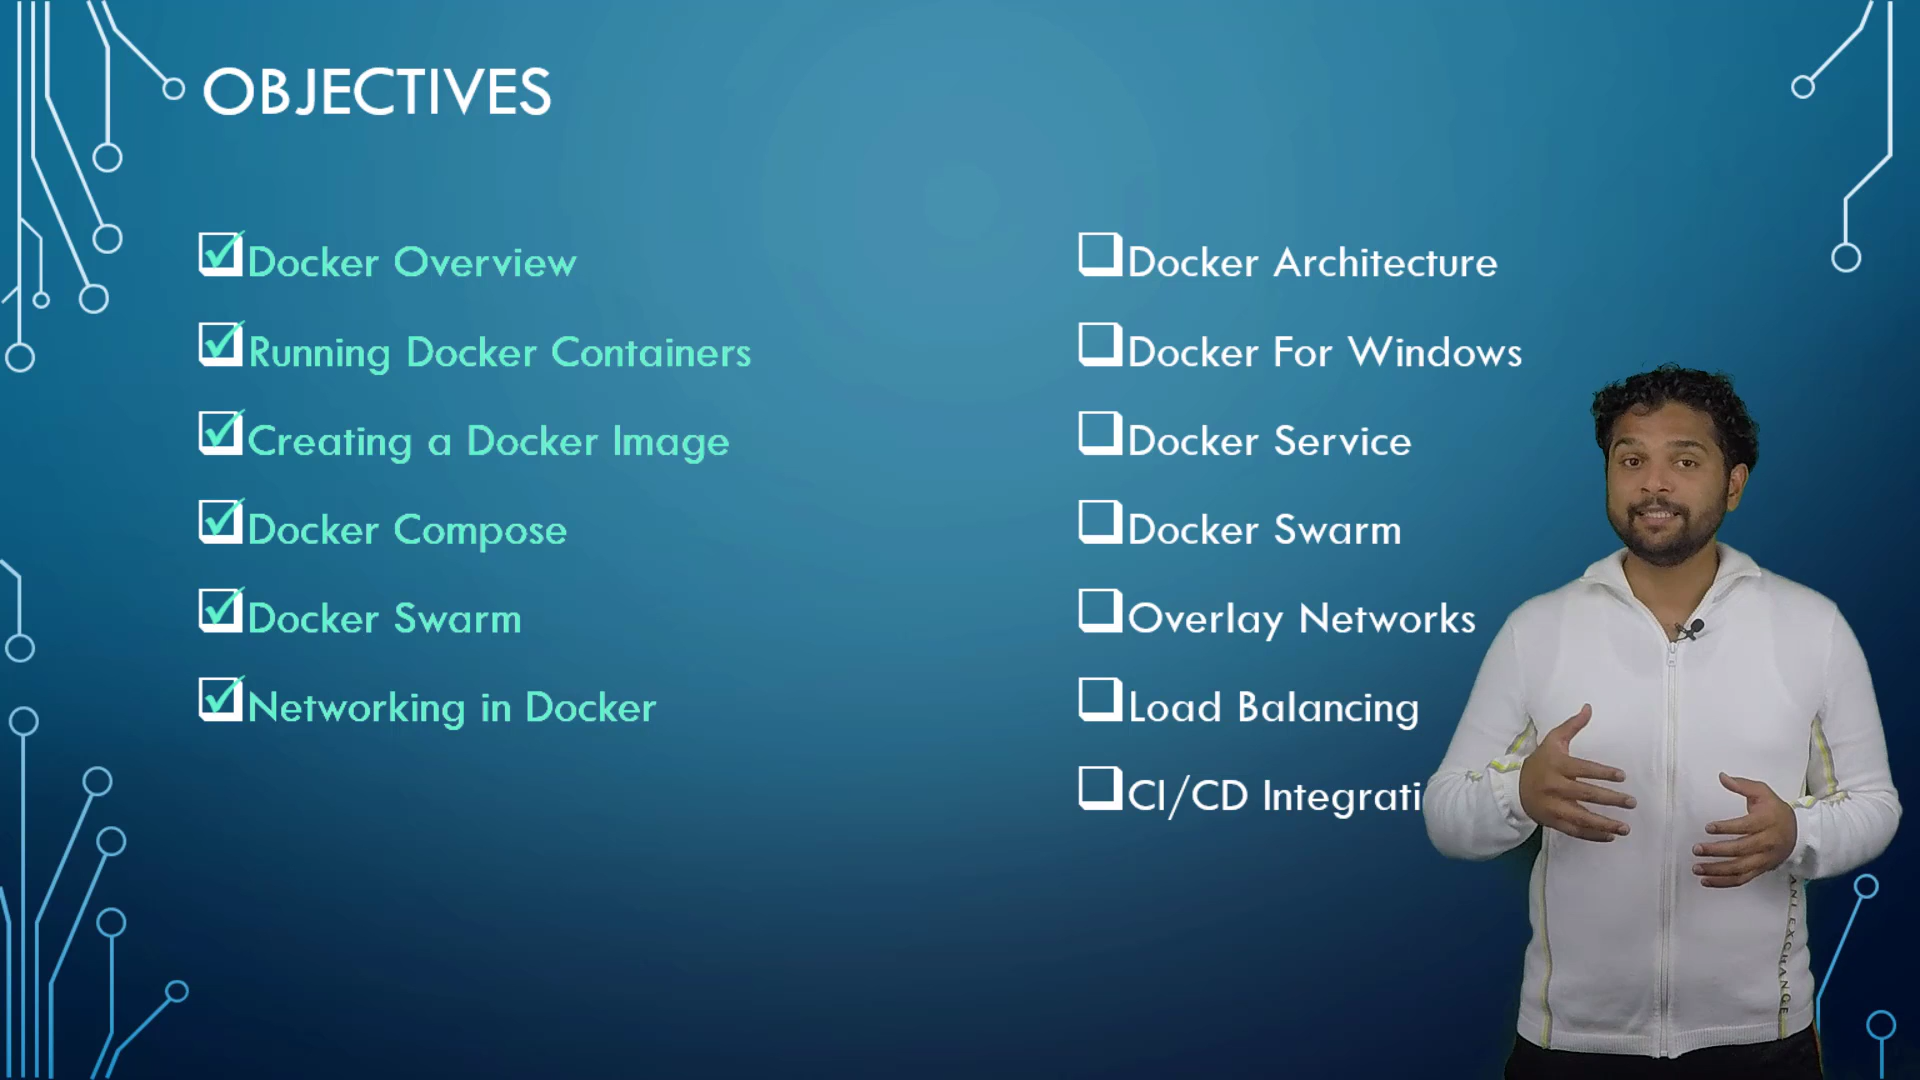 OBJECTIVES
Docker Overview
Running Docker Containers
Creating a Docker Image
Docker Compose
Docker Swarm
Networking in Docker
Docker Architecture
Docker For Windows
Docker Service
Docker Swarm
Overlay Networks
Load Balancing
CI/CD
EXCHANGE